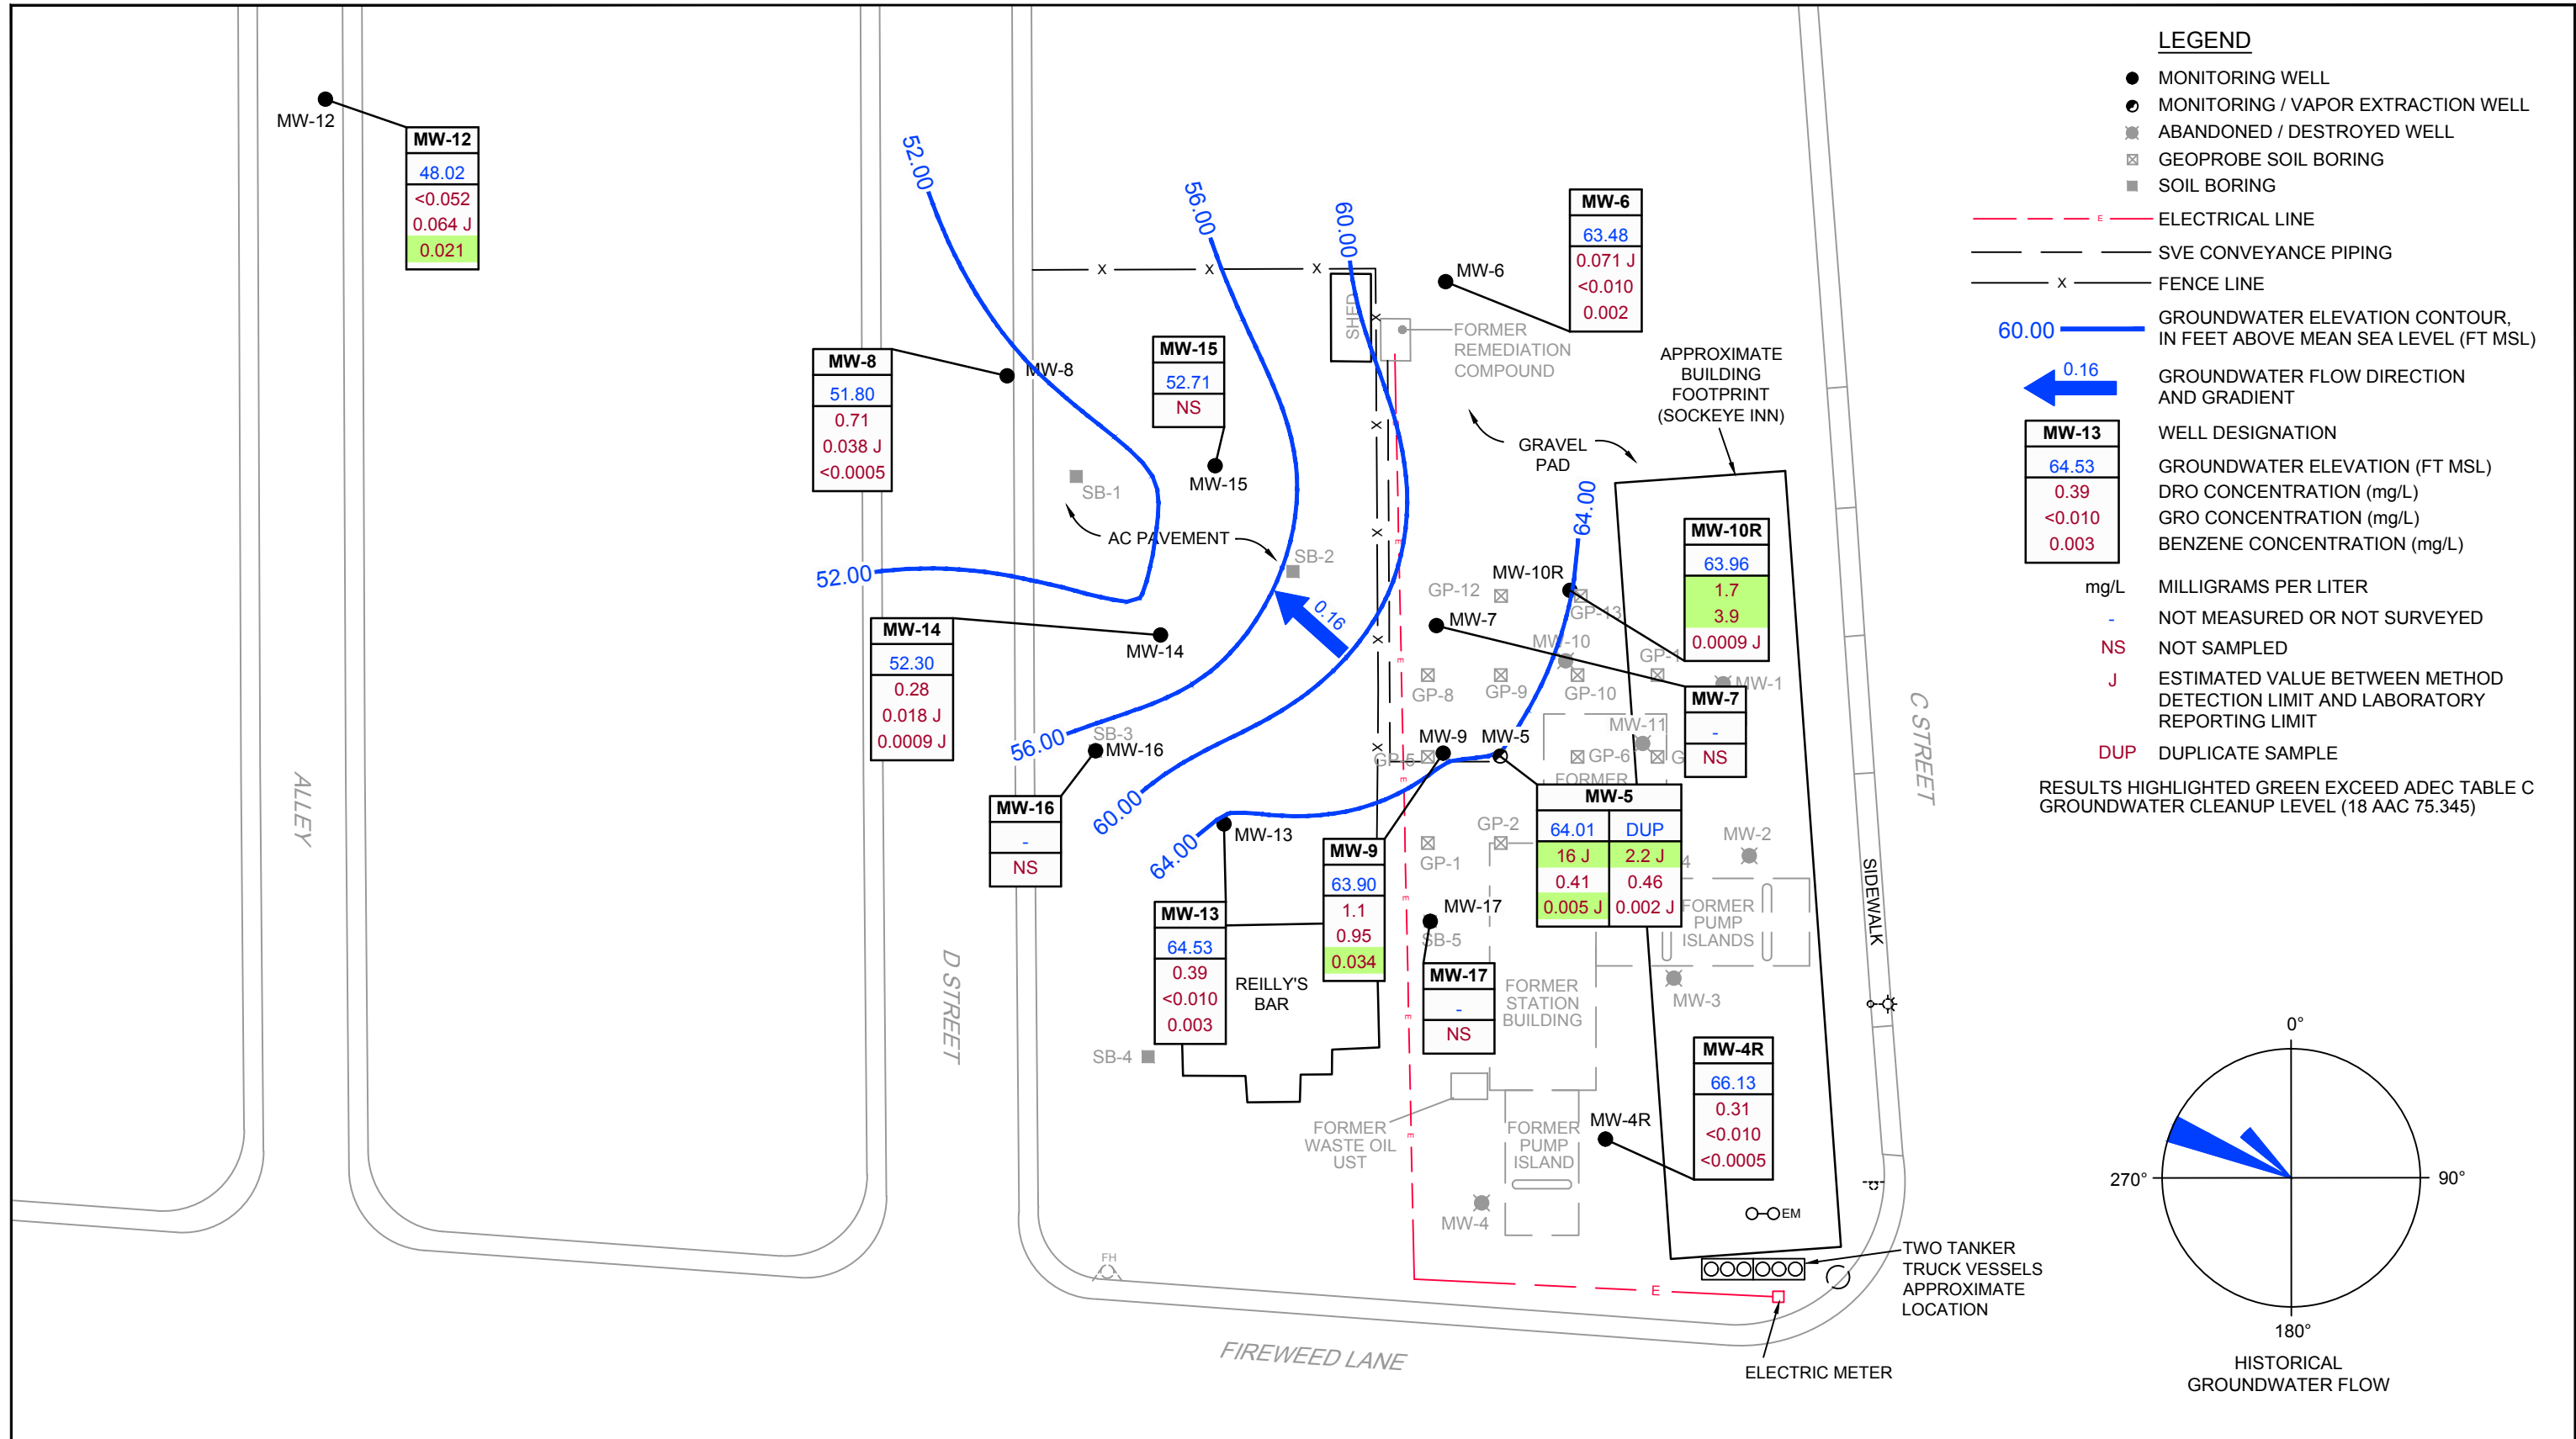 LEGEND
MONITORING WELL
MONITORING / VAPOR EXTRACTION WELL
ABANDONED / DESTROYED WELL
GEOPROBE SOIL BORING
SOIL BORING
E
ELECTRICAL LINE
SVE CONVEYANCE PIPING
X
FENCE LINE
60.00
GROUNDWATER ELEVATION CONTOUR,
IN FEET ABOVE MEAN SEA LEVEL (FT MSL)
0.16
GROUNDWATER FLOW DIRECTION
AND GRADIENT
MW-13 WELL DESIGNATION
64.53 GROUNDWATER ELEVATION (FT MSL)
0.39 DRO CONCENTRATION (mg/L)
<0.010 GRO CONCENTRATION (mg/L)
0.003 BENZENE CONCENTRATION (mg/L)
mg/L MILLIGRAMS PER LITER
- NOT MEASURED OR NOT SURVEYED
NS NOT SAMPLED
J ESTIMATED VALUE BETWEEN METHOD
DETECTION LIMIT AND LABORATORY
REPORTING LIMIT
DUP DUPLICATE SAMPLE
RESULTS HIGHLIGHTED GREEN EXCEED ADEC TABLE C
GROUNDWATER CLEANUP LEVEL (18 AAC 75.345)
MW-12
MW-12
48.02
<0.052
0.064 J
0.021
52.00
56.00
60.00
X X X
SHED
MW-6
MW-6
63.48
0.071 J
<0.010
0.002
FORMER
REMEDIATION
COMPOUND
MW-8
51.80
0.71
0.038 J
<0.0005
MW-8
MW-15
52.71
NS
MW-15
SB-1
AC PAVEMENT
SB-2
APPROXIMATE
BUILDING
FOOTPRINT
(SOCKEYE INN)
GRAVEL
PAD
64.00
52.00
0.16
MW-10R
63.96
1.7
3.9
0.0009 J
MW-10R
GP-12
GP-13
MW-7
MW-10
GP-8
GP-9
GP-10
GP-1
MW-1
MW-14
52.30
0.28
0.018 J
0.0009 J
MW-14
MW-7
-
NS
MW-11
56.00
SB-3
MW-16
MW-9
MW-5
GP-5
GP-6
G
FORMER
MW-16
-
NS
60.00
64.00
MW-13
MW-5
64.01 DUP
16 J 2.2 J
0.41 0.46
0.005 J 0.002 J
GP-1
GP-2
MW-2
4
MW-9
63.90
1.1
0.95
0.034
MW-13
64.53
0.39
<0.010
0.003
REILLY'S
BAR
MW-17
SB-5
MW-17
-
NS
FORMER
PUMP
ISLANDS
MW-3
FORMER
STATION
BUILDING
SB-4
MW-4R
66.13
0.31
<0.010
<0.0005
MW-4R
FORMER
WASTE OIL
UST
FORMER
PUMP
ISLAND
MW-4
EM
FH
E
TWO TANKER
TRUCK VESSELS
APPROXIMATE
LOCATION
ELECTRIC METER
ALLEY
D STREET
C STREET
SIDEWALK
FIREWEED LANE
0°
270°
90°
180°
HISTORICAL
GROUNDWATER FLOW